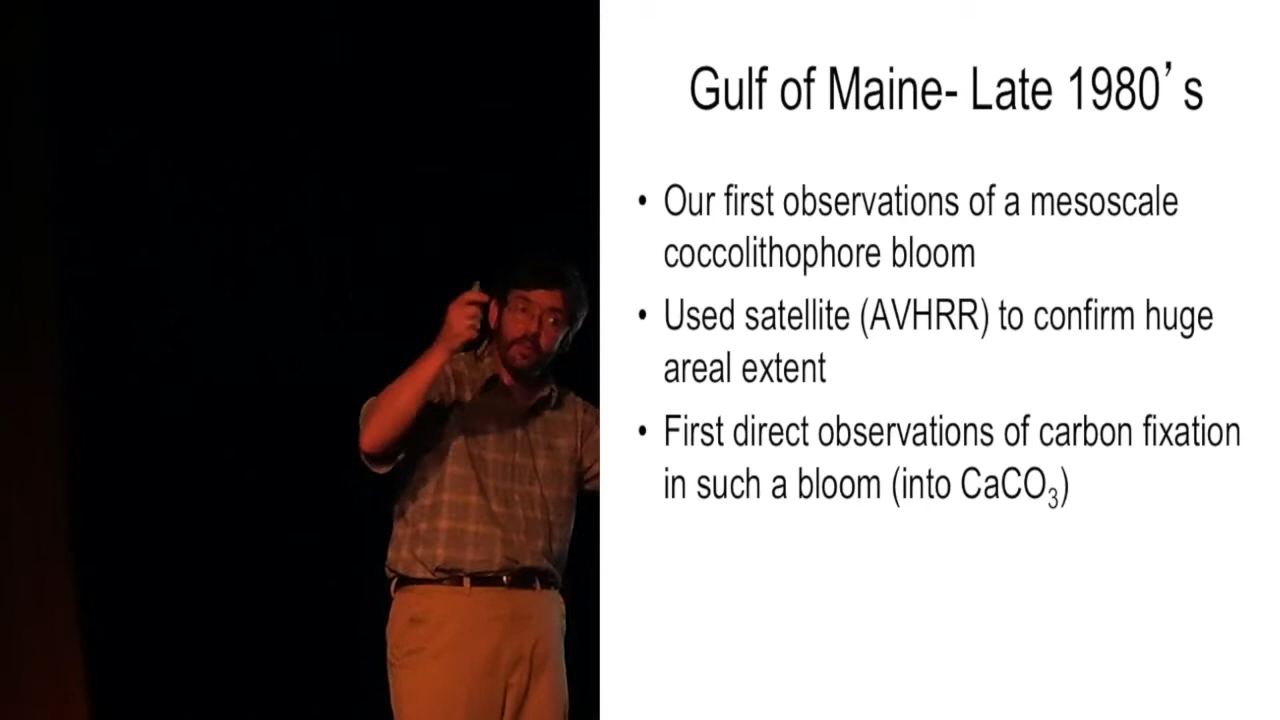 Gulf of Maine- Late 1980’s
• Our first observations of a mesoscale
coccolithophore bloom
• Used satellite (AVHRR) to confirm huge
areal extent
• First direct observations of carbon fixation
in such a bloom (into CaCO₃)